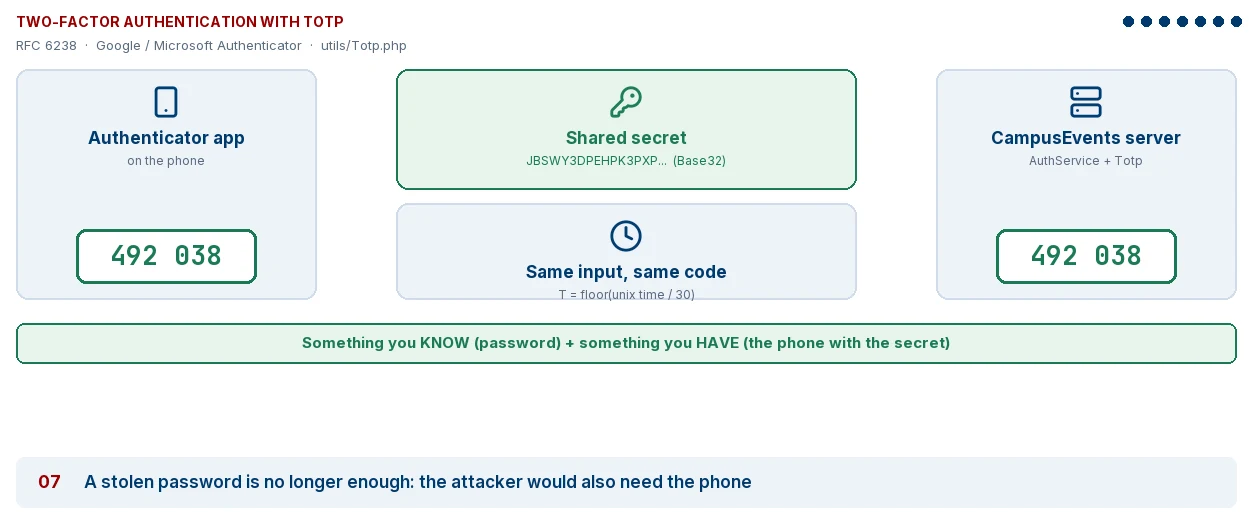 TWO-FACTOR AUTHENTICATION WITH TOTP
RFC 6238 · Google / Microsoft Authenticator · utils/Totp.php
Authenticator app
on the phone
492 038
Shared secret
JBSWY3DPEHPK3PXP... (Base32)
Same input, same code
T = floor(unix time / 30)
CampusEvents server
AuthService + Totp
492 038
Something you KNOW (password) + something you HAVE (the phone with the secret)
07 A stolen password is no longer enough: the attacker would also need the phone